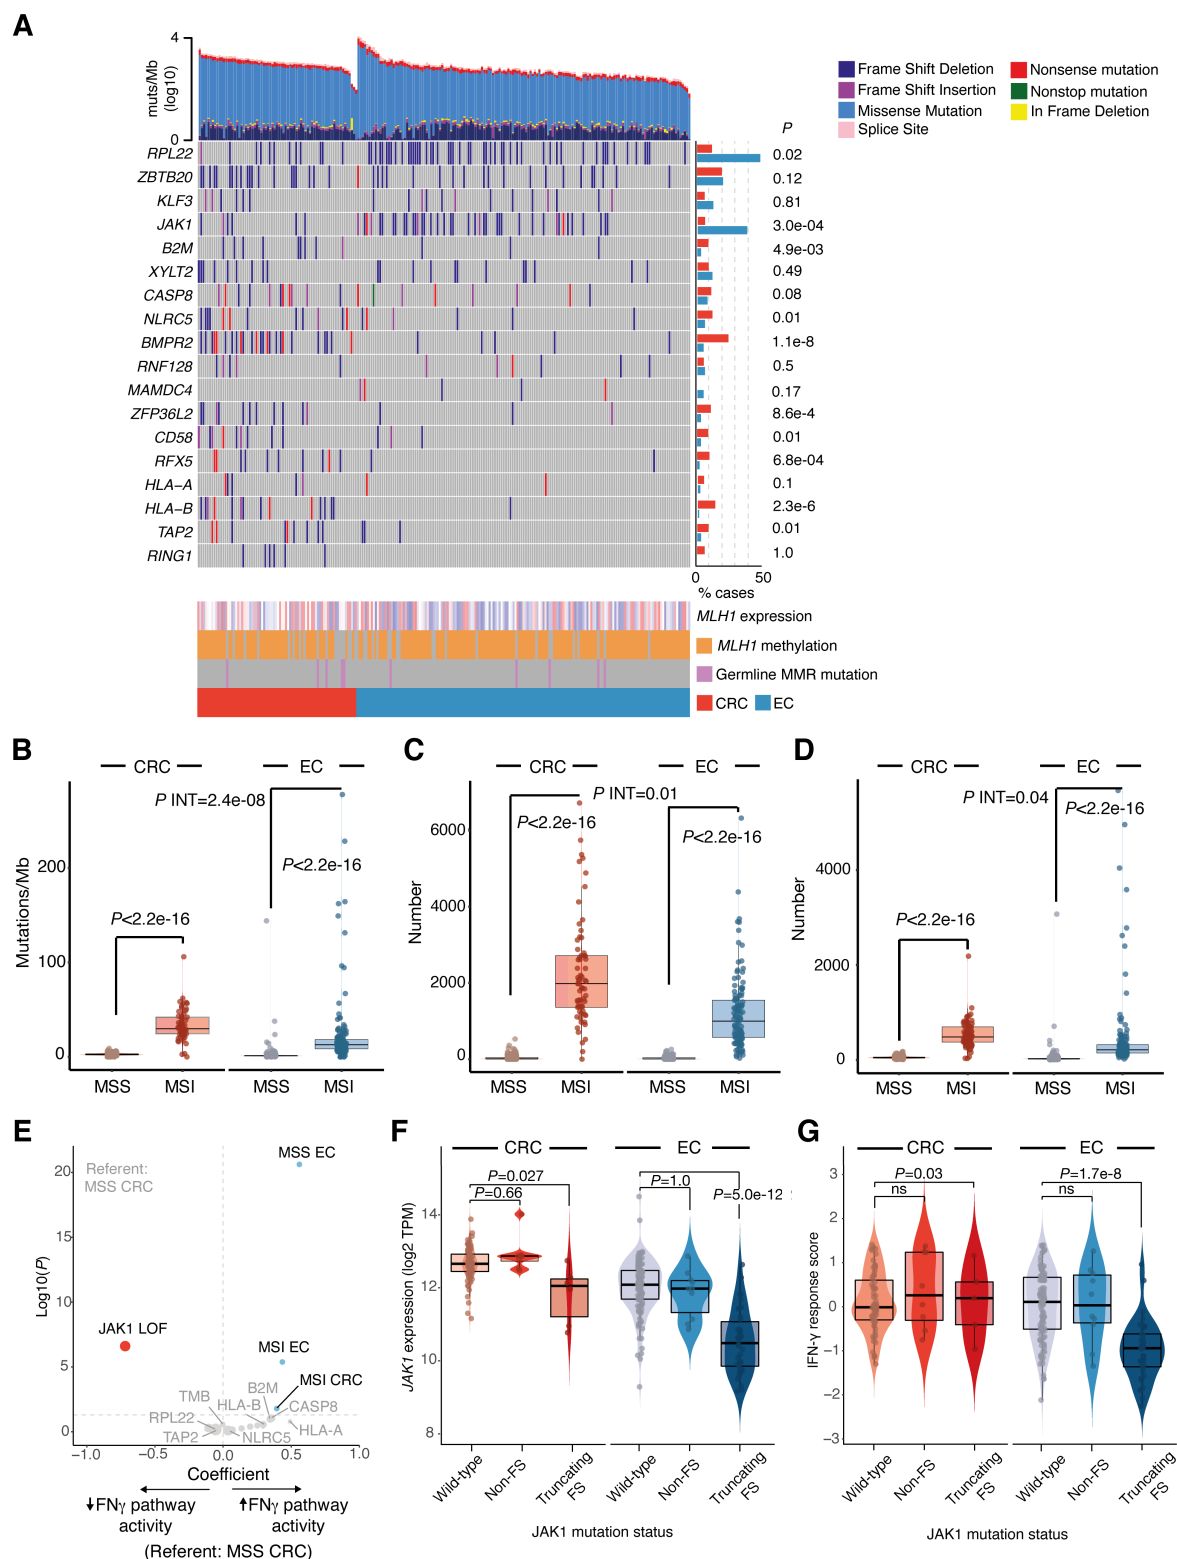 A
4
0
muts/Mb
(log10)
Frame Shift Deletion
Frame Shift Insertion
Missense Mutation
Splice Site
Nonsense mutation
Nonstop mutation
In Frame Deletion
P
RPL22 0.02
ZBTB20 0.12
KLF3 0.81
JAK1 3.0e-04
B2M 4.9e-03
XYLT2 0.49
CASP8 0.08
NLRC5 0.01
BMPR2 1.1e-8
RNF128 0.5
MAMDC4 0.17
ZFP36L2 8.6e-4
CD58 0.01
RFX5 6.8e-04
HLA-A 0.1
HLA-B 2.3e-6
TAP2 0.01
RING1 1.0
0 50
% cases
MLH1 expression
MLH1 methylation
Germline MMR mutation
CRC EC
B
CRC EC
P INT=2.4e-08
P<2.2e-16
P<2.2e-16
Mutations/Mb
200
100
0
MSS MSI MSS MSI
C
CRC EC
P INT=0.01
P<2.2e-16
P<2.2e-16
Number
6000
4000
2000
0
MSS MSI MSS MSI
D
CRC EC
P INT=0.04
P<2.2e-16
P<2.2e-16
Number
4000
2000
0
MSS MSI MSS MSI
E
Referent:
MSS CRC
MSS EC
JAK1 LOF
MSI EC
MSI CRC
B2M
TMB
HLA-B
CASP8
RPL22
TAP2
NLRC5
HLA-A
Log10(P)
20
15
10
5
0
−1.0 −0.5 0.0 0.5 1.0
Coefficient
↓FNγ pathway
activity
↑FNγ pathway
activity
(Referent: MSS CRC)
F
CRC EC
P=0.027
P=0.66
P=1.0
P=5.0e-12
JAK1 expression (log2 TPM)
14
12
10
8
Wild-type
Non-FS
Truncating
FS
Wild-type
Non-FS
Truncating
FS
JAK1 mutation status
G
CRC EC
P=0.03
ns
P=1.7e-8
ns
IFN-γ response score
3
2
1
0
−1
−2
−3
Wild-type
Non-FS
Truncating
FS
Wild-type
Non-FS
Truncating
FS
JAK1 mutation status